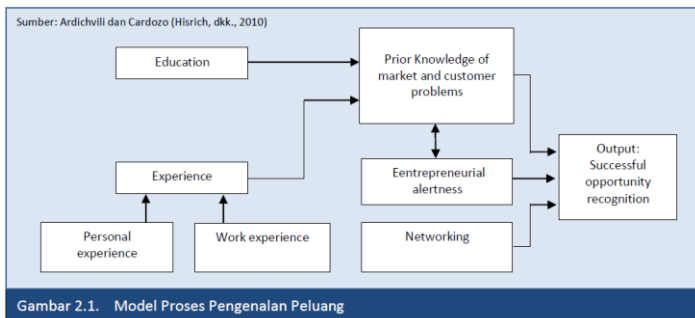 Sumber: Ardichvili dan Cardozo (Hisrich, dkk., 2010)
Education
Prior Knowledge of
market and customer
problems
Experience
Eentrepreneurial
alertness
Output:
Successful
opportunity
recognition
Personal
experience
Work experience
Networking
Gambar 2.1. Model Proses Pengenalan Peluang